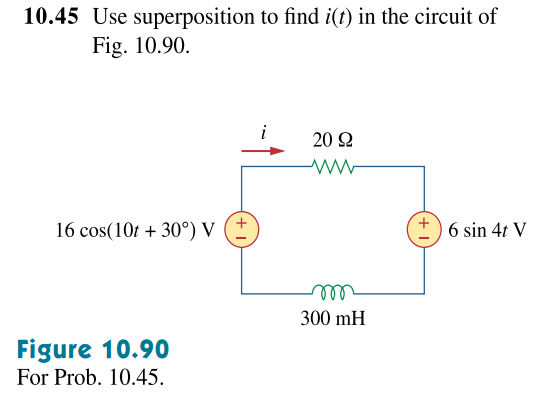 10.45 Use superposition to find i(t) in the circuit of
Fig. 10.90.
i
20 Ω
16 cos(10t + 30°) V
+
−
+
−
6 sin 4t V
300 mH
Figure 10.90
For Prob. 10.45.